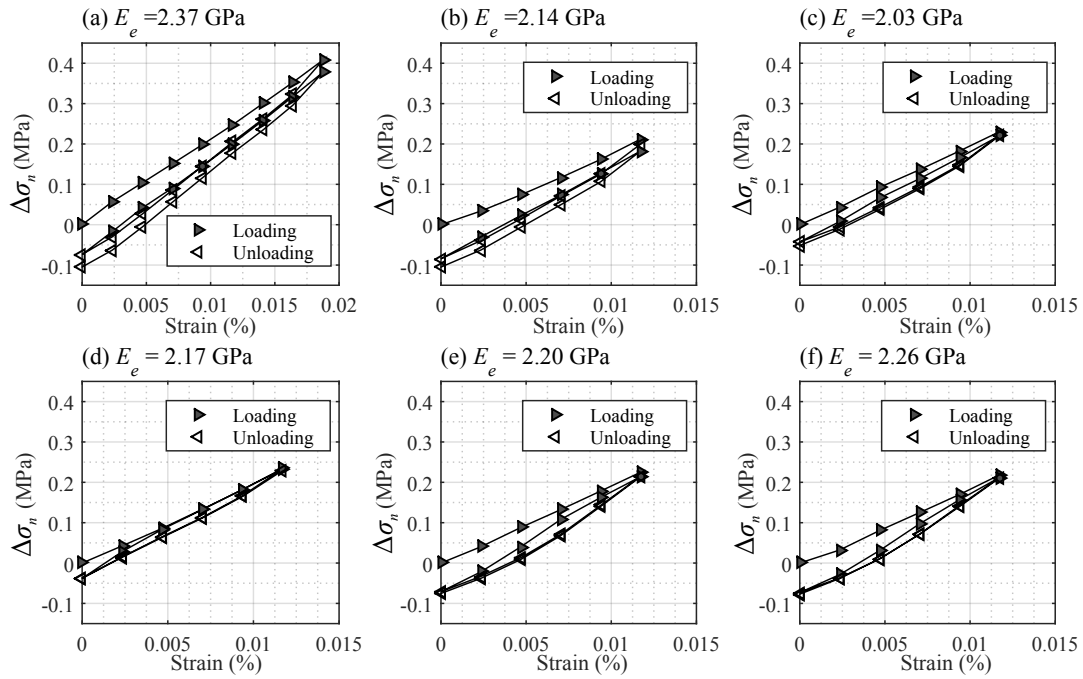 (a) E_e =2.37 GPa
(b) E_e =2.14 GPa
(c) E_e =2.03 GPa
0.4
0.3
0.2
0.1
0
-0.1
Δσ_n (MPa)
Loading
Unloading
0 0.005 0.01 0.015 0.02
Strain (%)
0.4
0.3
0.2
0.1
0
-0.1
Δσ_n (MPa)
Loading
Unloading
0 0.005 0.01 0.015
Strain (%)
0.4
0.3
0.2
0.1
0
-0.1
Δσ_n (MPa)
Loading
Unloading
0 0.005 0.01 0.015
Strain (%)
(d) E_e = 2.17 GPa
(e) E_e = 2.20 GPa
(f) E_e = 2.26 GPa
0.4
0.3
0.2
0.1
0
-0.1
Δσ_n (MPa)
Loading
Unloading
0 0.005 0.01 0.015
Strain (%)
0.4
0.3
0.2
0.1
0
-0.1
Δσ_n (MPa)
Loading
Unloading
0 0.005 0.01 0.015
Strain (%)
0.4
0.3
0.2
0.1
0
-0.1
Δσ_n (MPa)
Loading
Unloading
0 0.005 0.01 0.015
Strain (%)